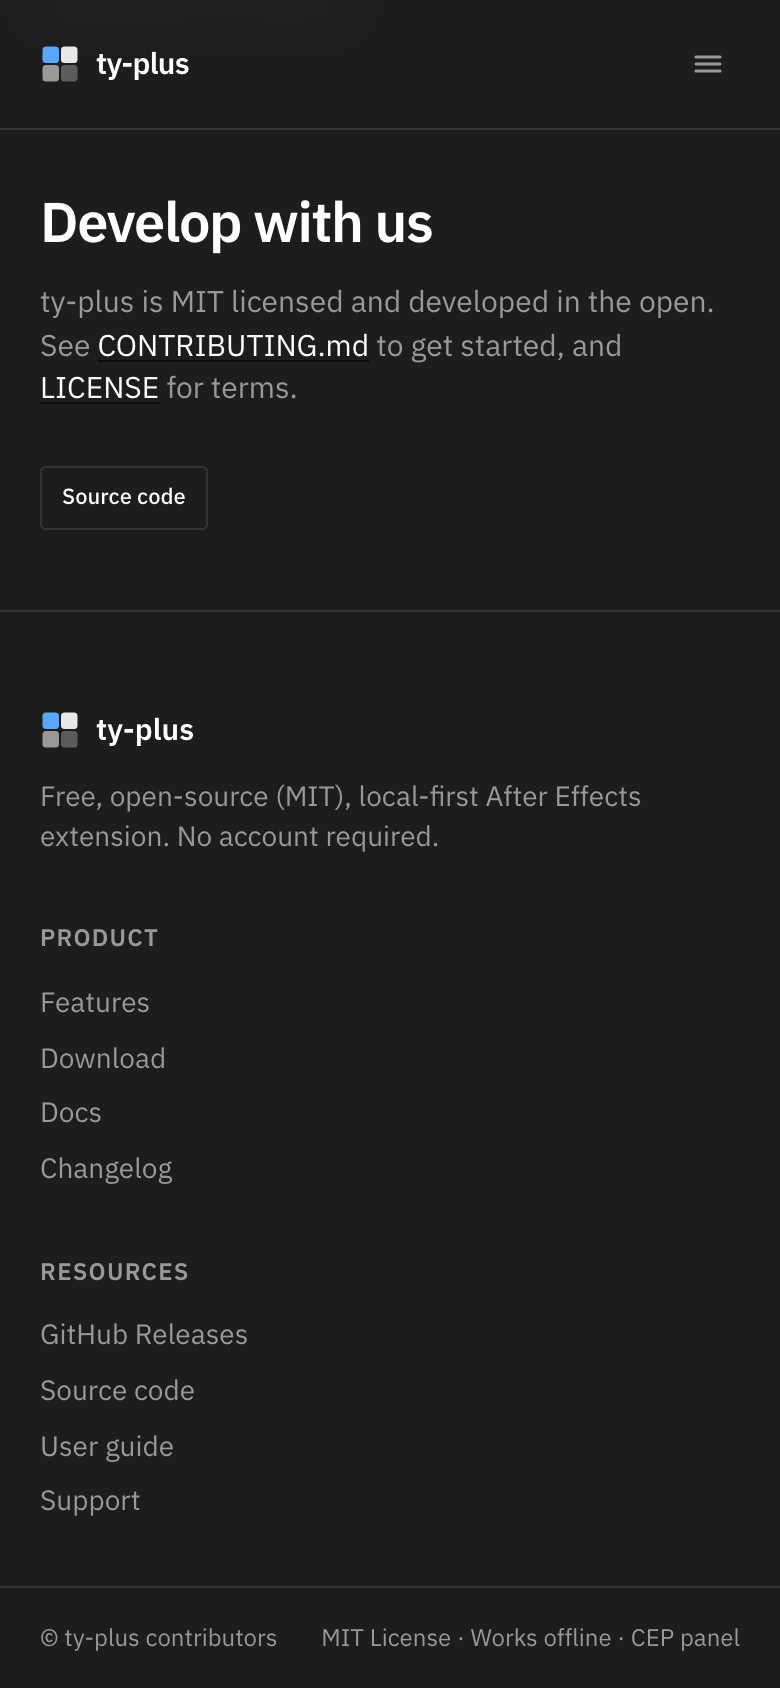 ty-plus
Develop with us
ty-plus is MIT licensed and developed in the open.
See CONTRIBUTING.md to get started, and
LICENSE for terms.
Source code
ty-plus
Free, open-source (MIT), local-first After Effects
extension. No account required.
PRODUCT
Features
Download
Docs
Changelog
RESOURCES
GitHub Releases
Source code
User guide
Support
© ty-plus contributors MIT License · Works offline · CEP panel